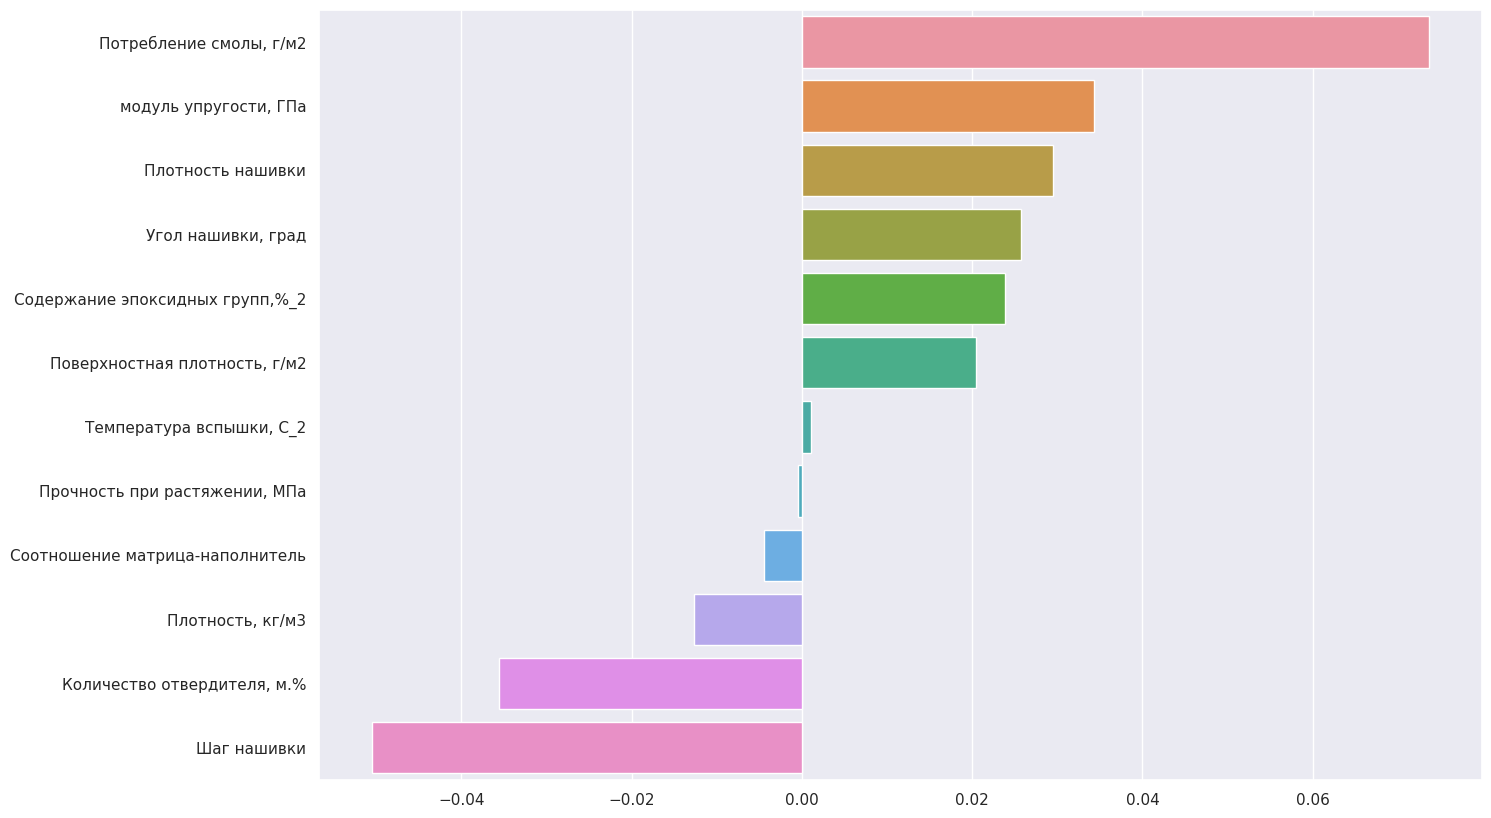 Потребление смолы, г/м2
модуль упругости, ГПа
Плотность нашивки
Угол нашивки, град
Содержание эпоксидных групп,%_2
Поверхностная плотность, г/м2
Температура вспышки, С_2
Прочность при растяжении, МПа
Соотношение матрица-наполнитель
Плотность, кг/м3
Количество отвердителя, м.%
Шаг нашивки
−0.04 −0.02 0.00 0.02 0.04 0.06